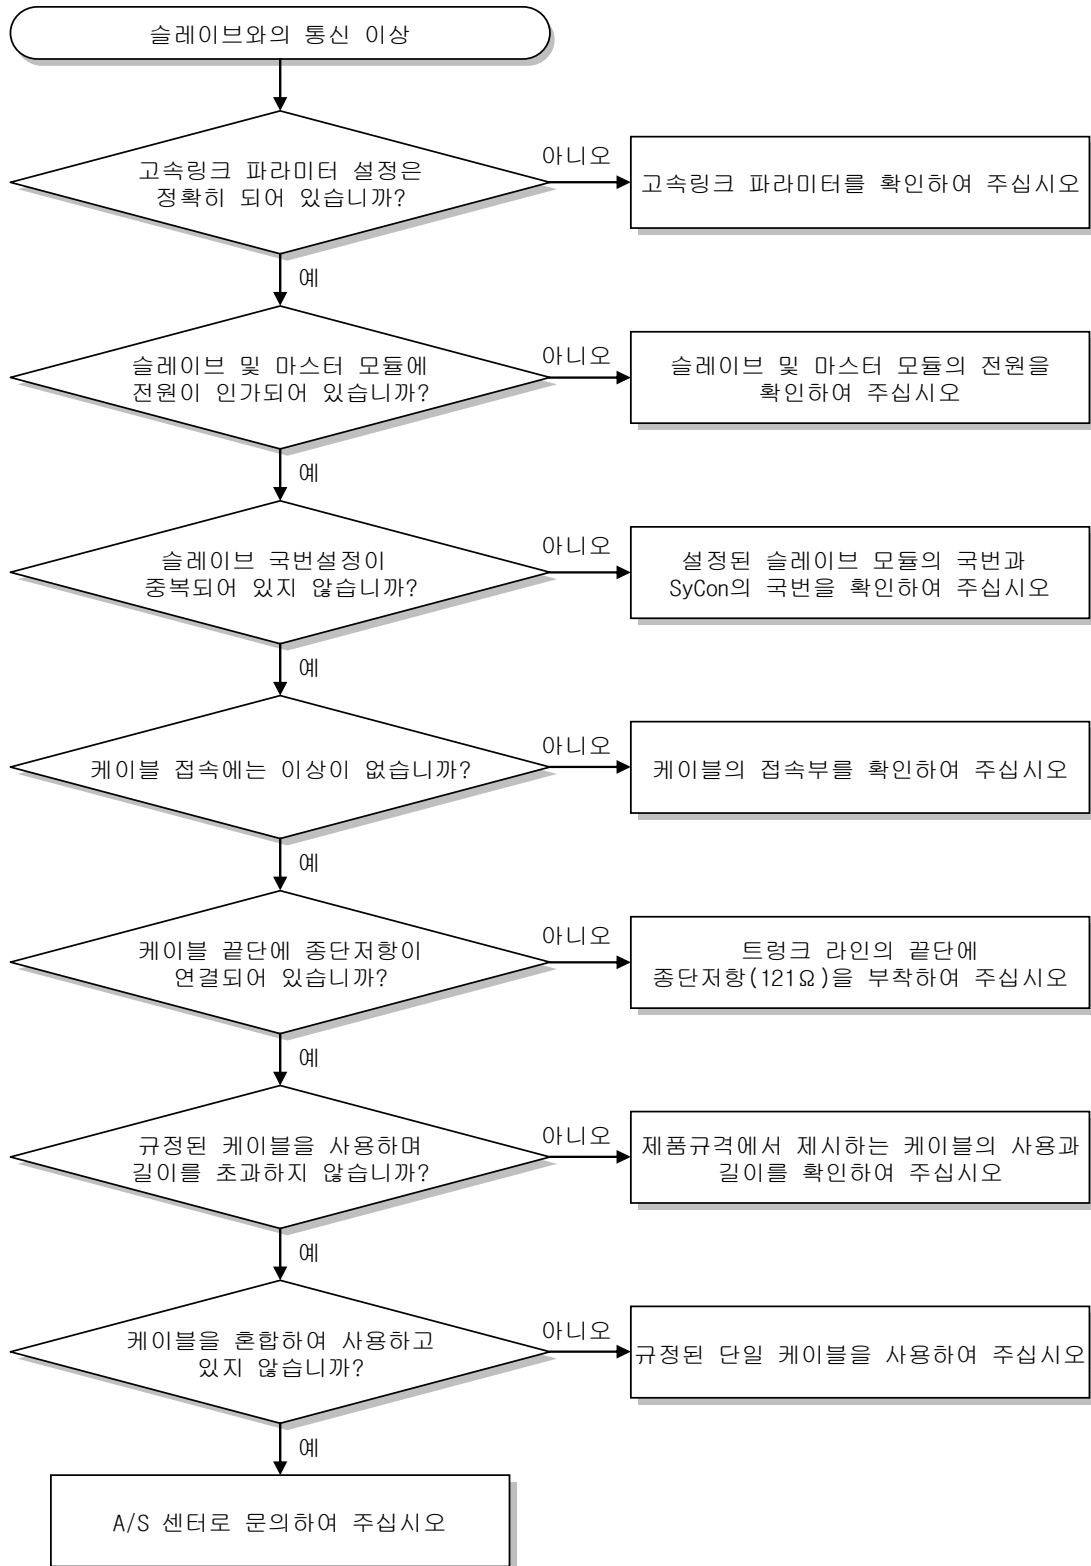 슬레이브와의 통신 이상
고속링크 파라미터 설정은
정확히 되어 있습니까?
아니오
고속링크 파라미터를 확인하여 주십시오
예
슬레이브 및 마스터 모듈에
전원이 인가되어 있습니까?
아니오
슬레이브 및 마스터 모듈의 전원을
확인하여 주십시오
예
슬레이브 국번설정이
중복되어 있지 않습니까?
아니오
설정된 슬레이브 모듈의 국번과
SyCon의 국번을 확인하여 주십시오
예
케이블 접속에는 이상이 없습니까?
아니오
케이블의 접속부를 확인하여 주십시오
예
케이블 끝단에 종단저항이
연결되어 있습니까?
아니오
트렁크 라인의 끝단에
종단저항(121Ω)을 부착하여 주십시오
예
규정된 케이블을 사용하며
길이를 초과하지 않습니까?
아니오
제품규격에서 제시하는 케이블의 사용과
길이를 확인하여 주십시오
예
케이블을 혼합하여 사용하고
있지 않습니까?
아니오
규정된 단일 케이블을 사용하여 주십시오
예
A/S 센터로 문의하여 주십시오